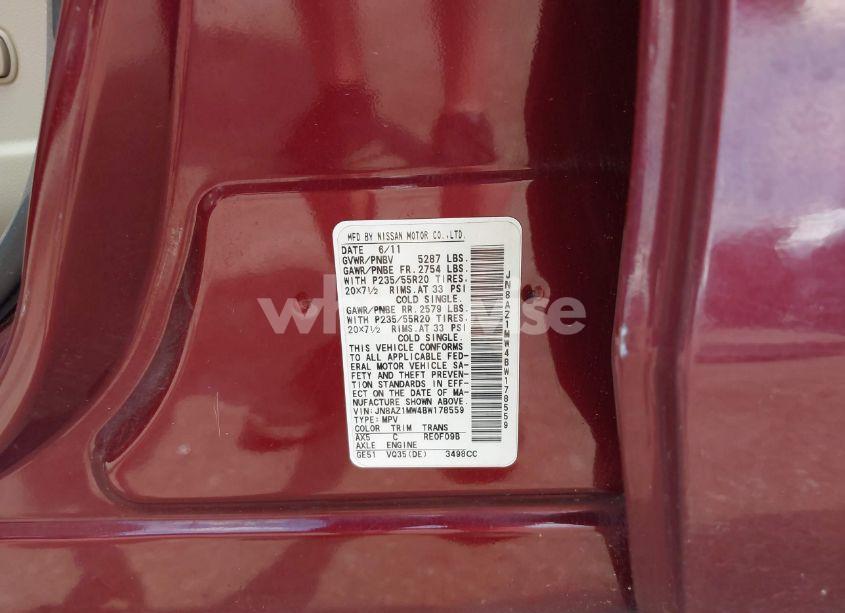 MFD BY NISSAN MOTOR CO.,LTD.
DATE 6/11
GVWR/PNBV 5287 LBS.
GAWR/PNBE FR. 2754 LBS.
WITH P235/55R20 TIRES,
20X7½ RIMS. AT 33 PSI
COLD SINGLE.
GAWR/PNBE RR. 2579 LBS.
WITH P235/55R20 TIRES,
20X7½ RIMS. AT 33 PSI
COLD SINGLE.
THIS VEHICLE CONFORMS
TO ALL APPLICABLE FED-
ERAL MOTOR VEHICLE SA-
FETY AND THEFT PREVEN-
TION STANDARDS IN EFF-
ECT ON THE DATE OF MA-
NUFACTURE SHOWN ABOVE.
VIN: JN8AZ1MW4BW178559
TYPE: MPV
COLOR TRIM TRANS
AX5 C RE0F09B
AXLE ENGINE
GE51 VQ35(DE) 3498CC
JN8AZ1MW4BW178559